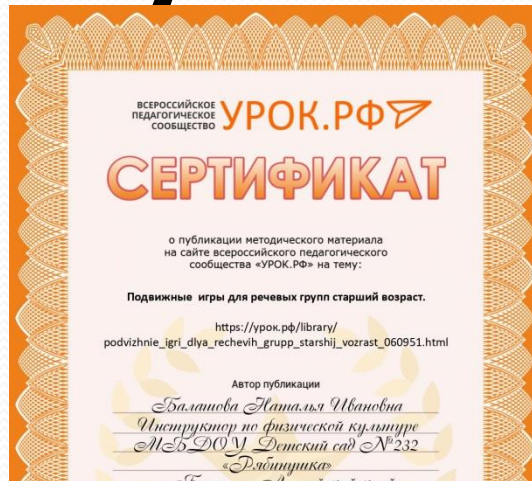 ВСЕРОССИЙСКОЕ
ПЕДАГОГИЧЕСКОЕ
СООБЩЕСТВО
УРОК.РФ
СЕРТИФИКАТ
о публикации методического материала
на сайте всероссийского педагогического
сообщества «УРОК.РФ» на тему:
Подвижные игры для речевых групп старший возраст.
https://урок.рф/library/
podvizhnie_igri_dlya_rechevih_grupp_starshij_vozrast_060951.html
Автор публикации
Балашова Наталья Ивановна
Инструктор по физической культуре
МБДОУ Детский сад №232
«Рябинушка»